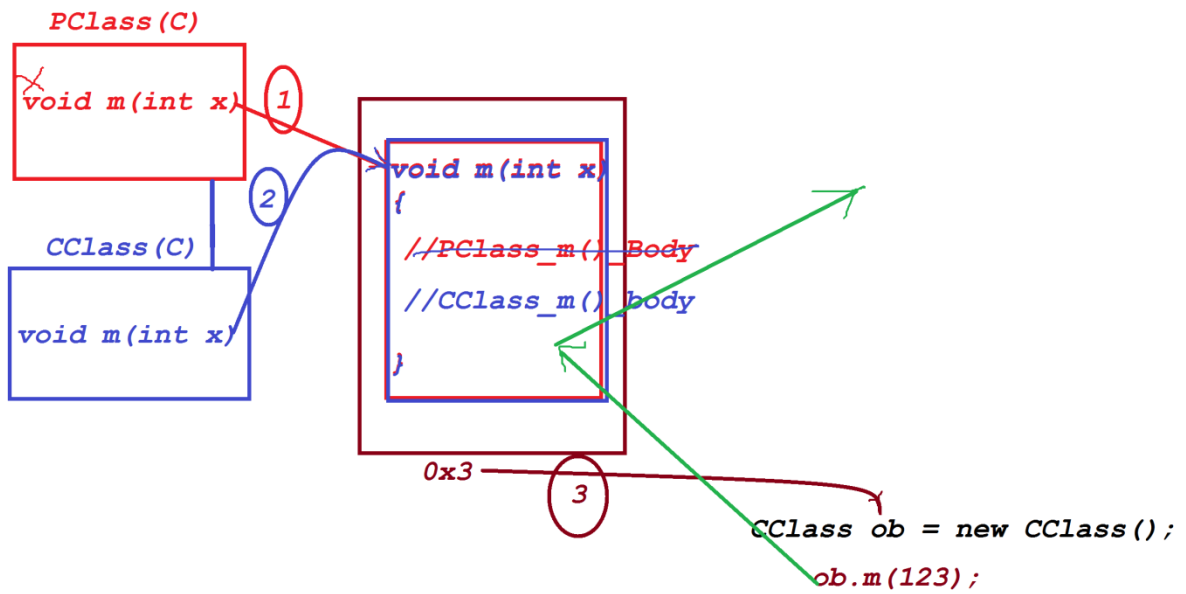 PClass(C)
void m(int x)
1
2
CClass(C)
void m(int x)
void m(int x)
{
//PClass_m()_Body
//CClass_m()_body
}
0x3
3
CClass ob = new CClass();
ob.m(123);